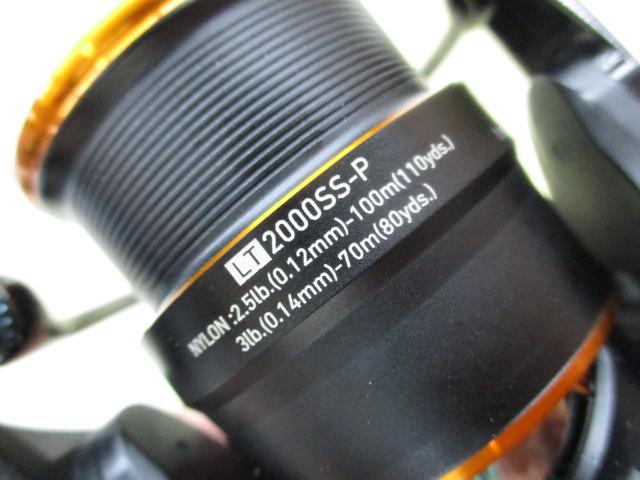 LT 2000SS-P
NYLON:2.5lb.(0.12mm)-100m(110yds.)
3lb.(0.14mm)-70m(80yds.)